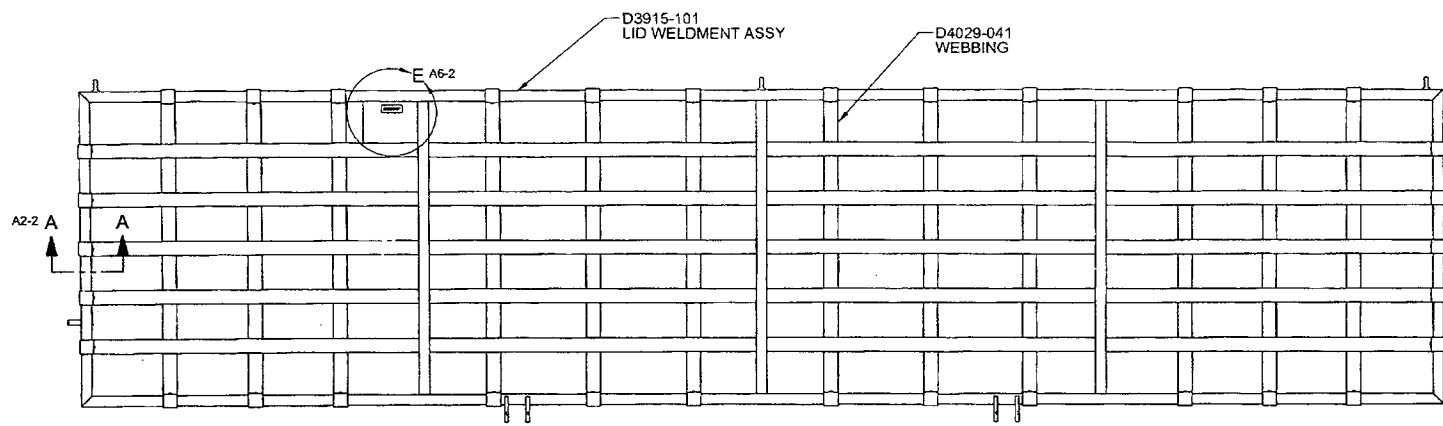 D3915-101
LID WELDMENT ASSY
D4029-041
WEBBING
E A6-2
A2-2 A A